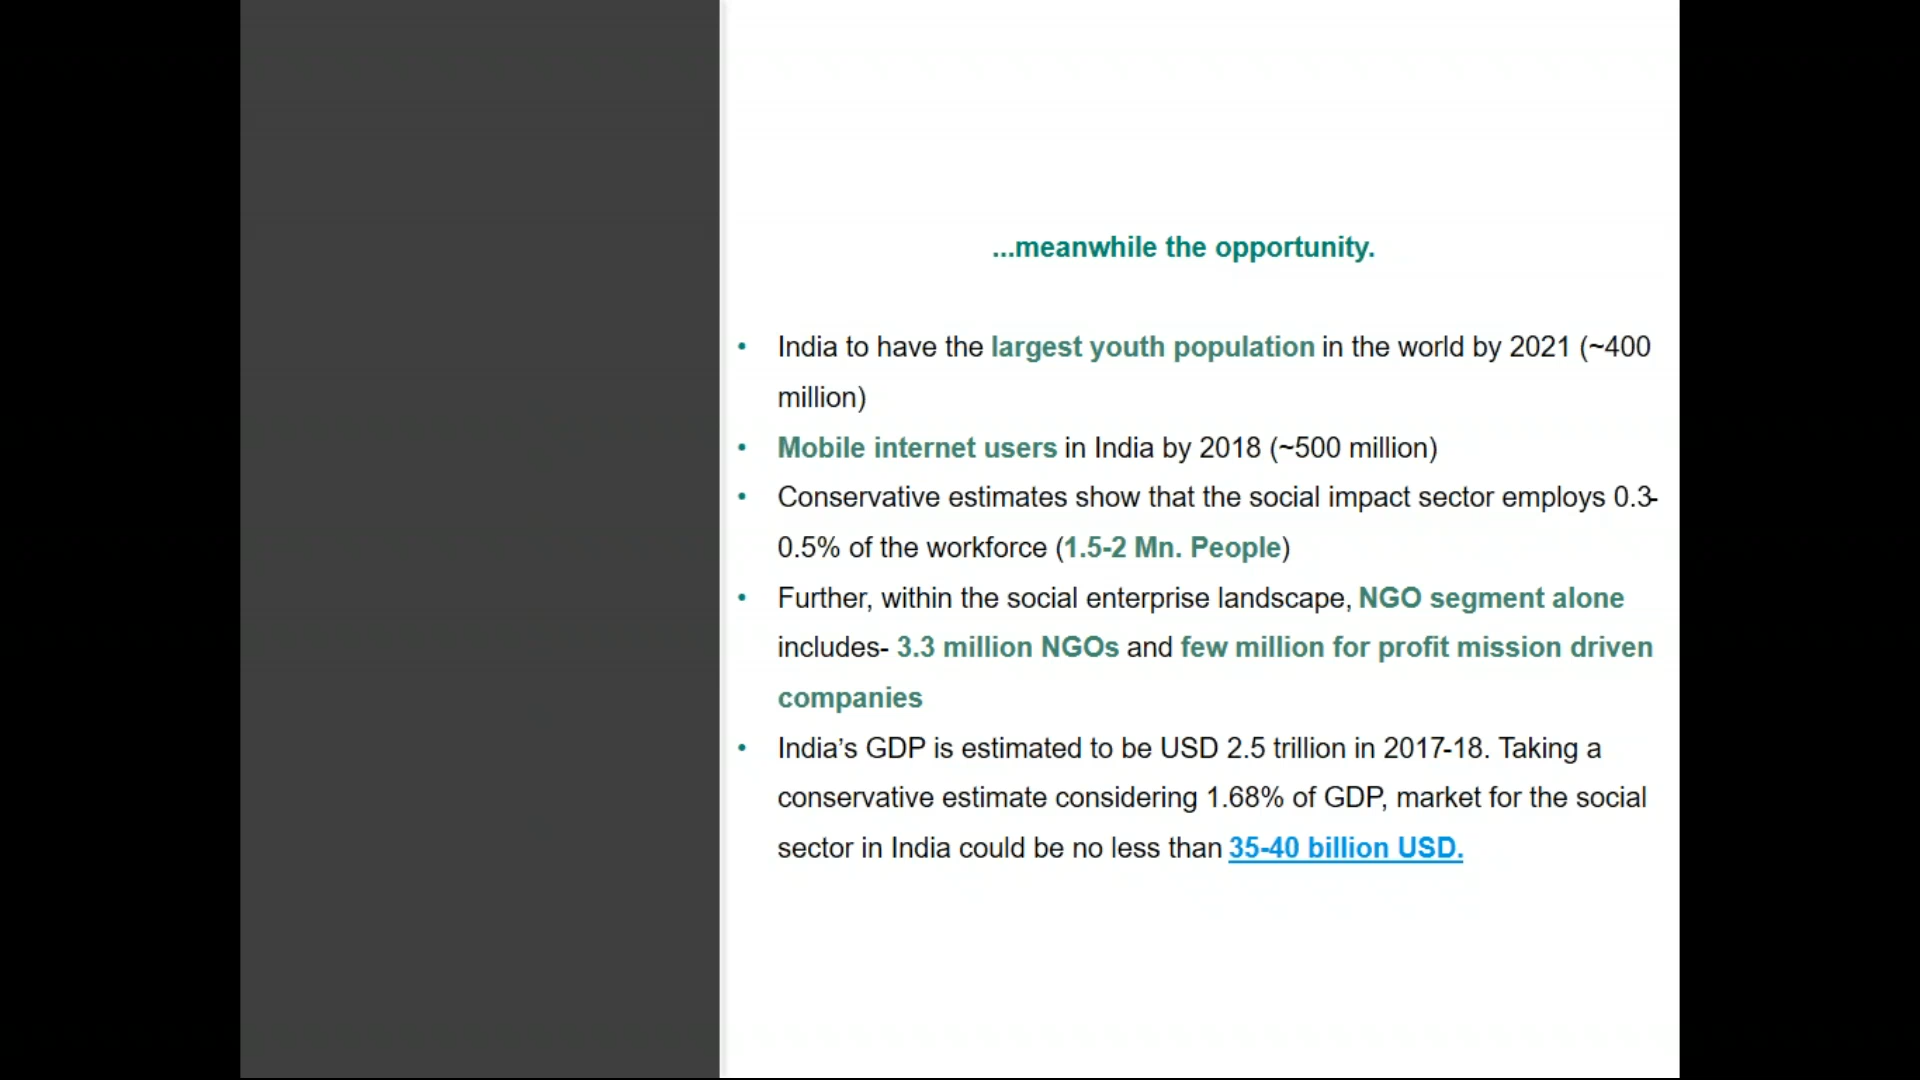 ...meanwhile the opportunity.
• India to have the largest youth population in the world by 2021 (~400
million)
• Mobile internet users in India by 2018 (~500 million)
• Conservative estimates show that the social impact sector employs 0.3-
0.5% of the workforce (1.5-2 Mn. People)
• Further, within the social enterprise landscape, NGO segment alone
includes- 3.3 million NGOs and few million for profit mission driven
companies
• India’s GDP is estimated to be USD 2.5 trillion in 2017-18. Taking a
conservative estimate considering 1.68% of GDP, market for the social
sector in India could be no less than 35-40 billion USD.